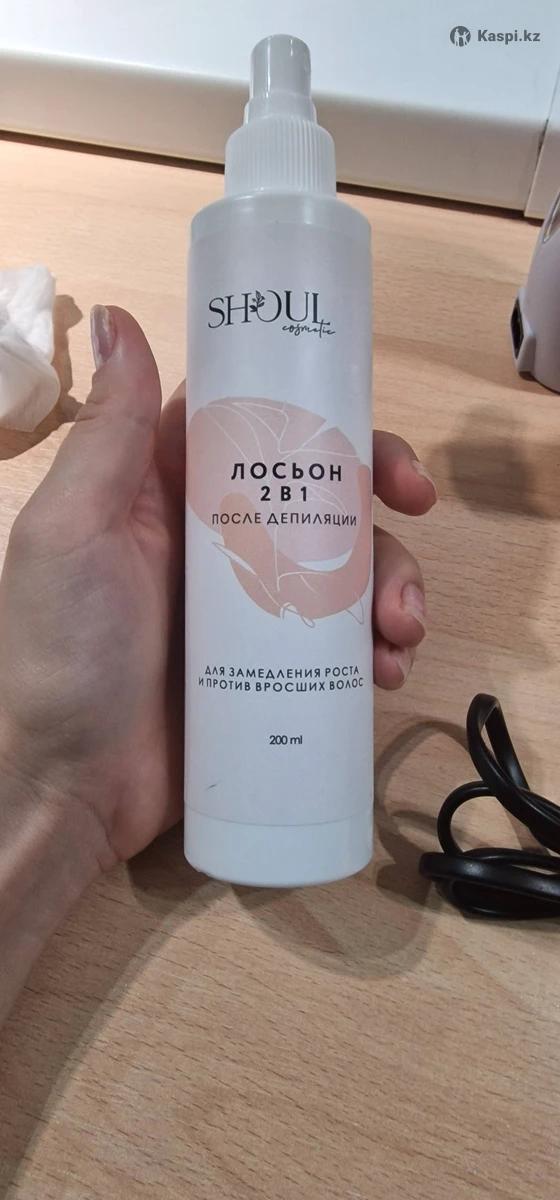 Kaspi.kz
SHOUL
cosmetic
ЛОСЬОН
2 В 1
ПОСЛЕ ДЕПИЛЯЦИИ
ДЛЯ ЗАМЕДЛЕНИЯ РОСТА
И ПРОТИВ ВРОСШИХ ВОЛОС
200 ml